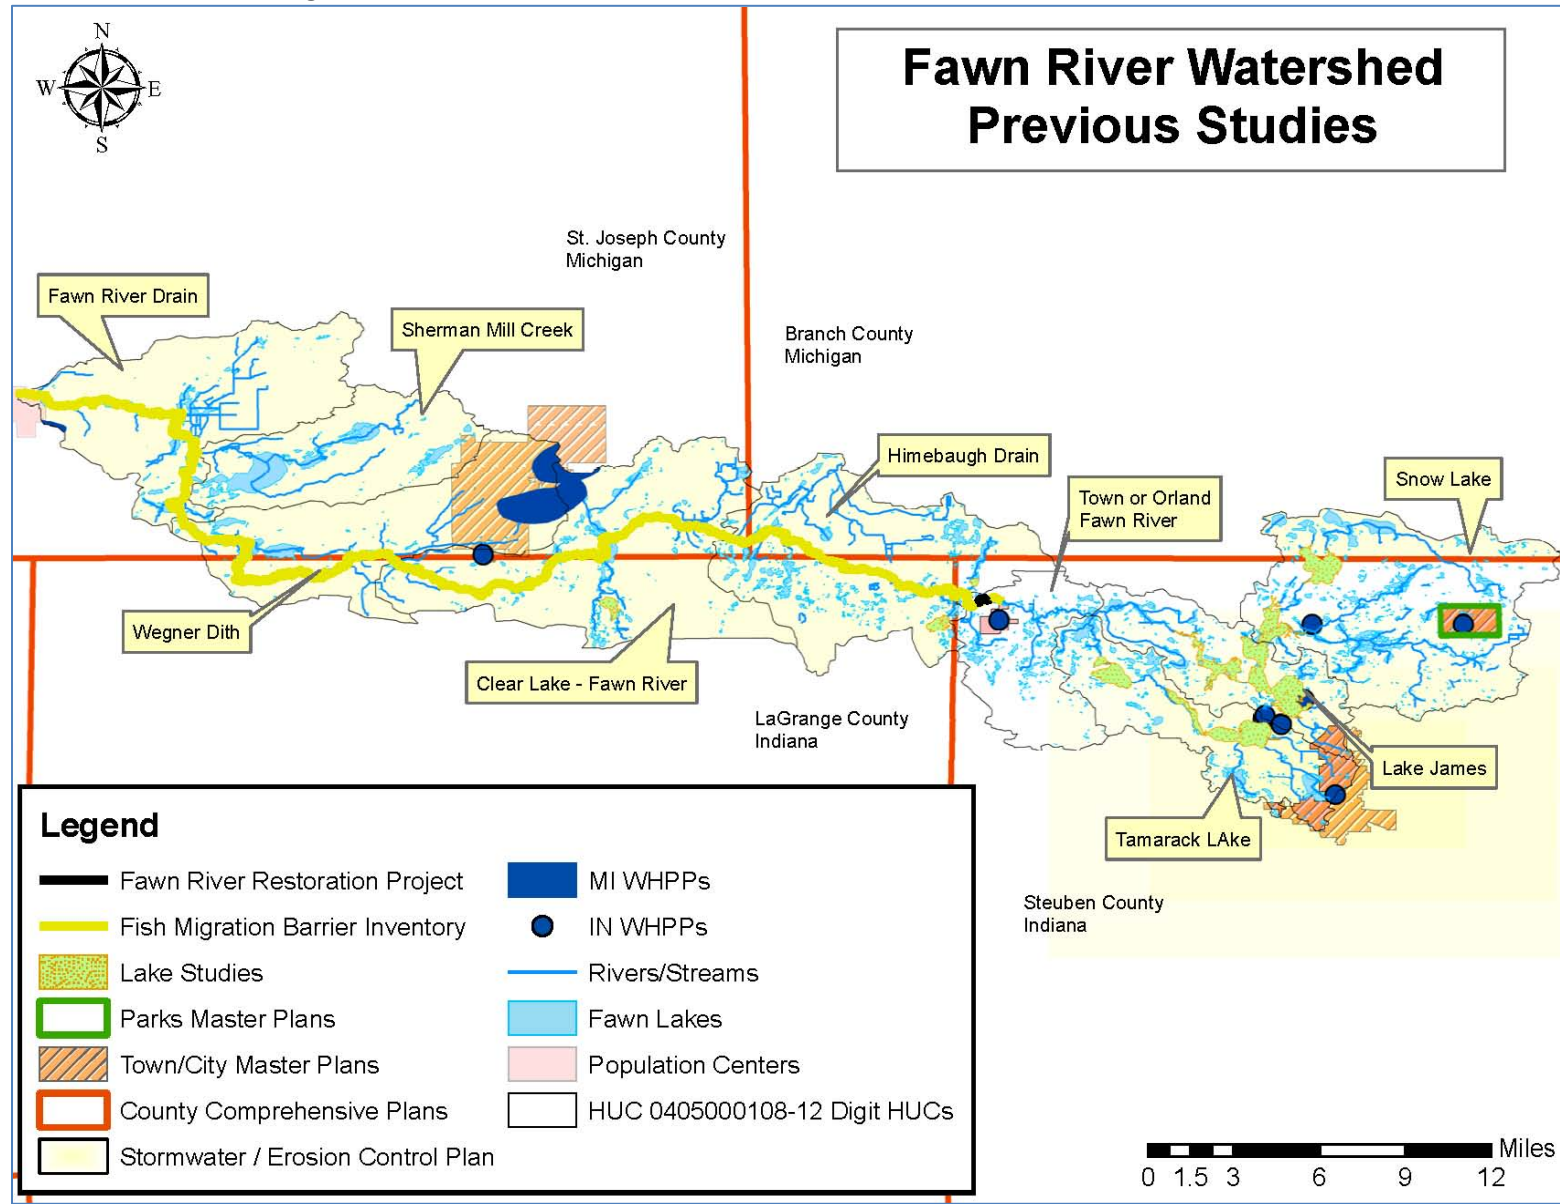 N
W E
S
Fawn River Watershed
Previous Studies
St. Joseph County
Michigan
Fawn River Drain
Sherman Mill Creek
Branch County
Michigan
Himebaugh Drain
Town or Orland
Fawn River
Snow Lake
Wegner Dith
Clear Lake - Fawn River
LaGrange County
Indiana
Lake James
Tamarack LAke
Steuben County
Indiana
Legend
Fawn River Restoration Project
Fish Migration Barrier Inventory
Lake Studies
Parks Master Plans
Town/City Master Plans
County Comprehensive Plans
Stormwater / Erosion Control Plan
MI WHPPs
IN WHPPs
Rivers/Streams
Fawn Lakes
Population Centers
HUC 0405000108-12 Digit HUCs
Miles
0 1.5 3 6 9 12